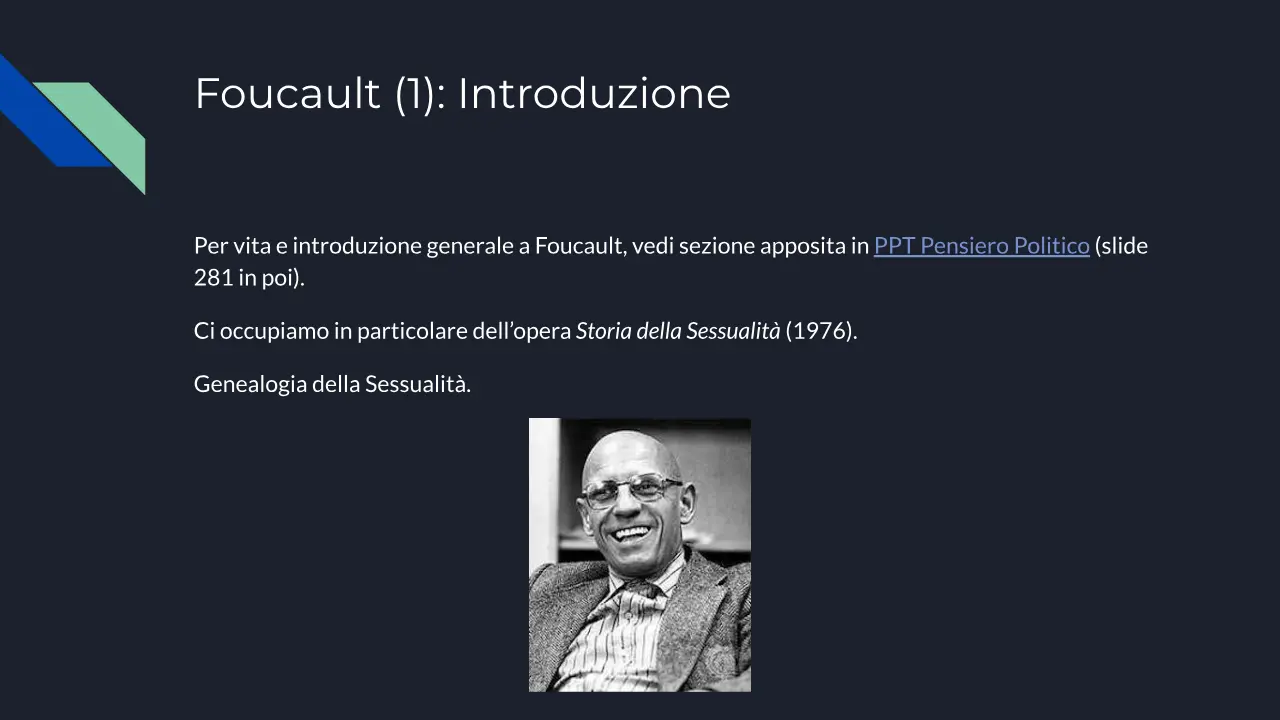 Foucault (1): Introduzione
Per vita e introduzione generale a Foucault, vedi sezione apposita in PPT Pensiero Politico (slide
281 in poi).
Ci occupiamo in particolare dell’opera Storia della Sessualità (1976).
Genealogia della Sessualità.